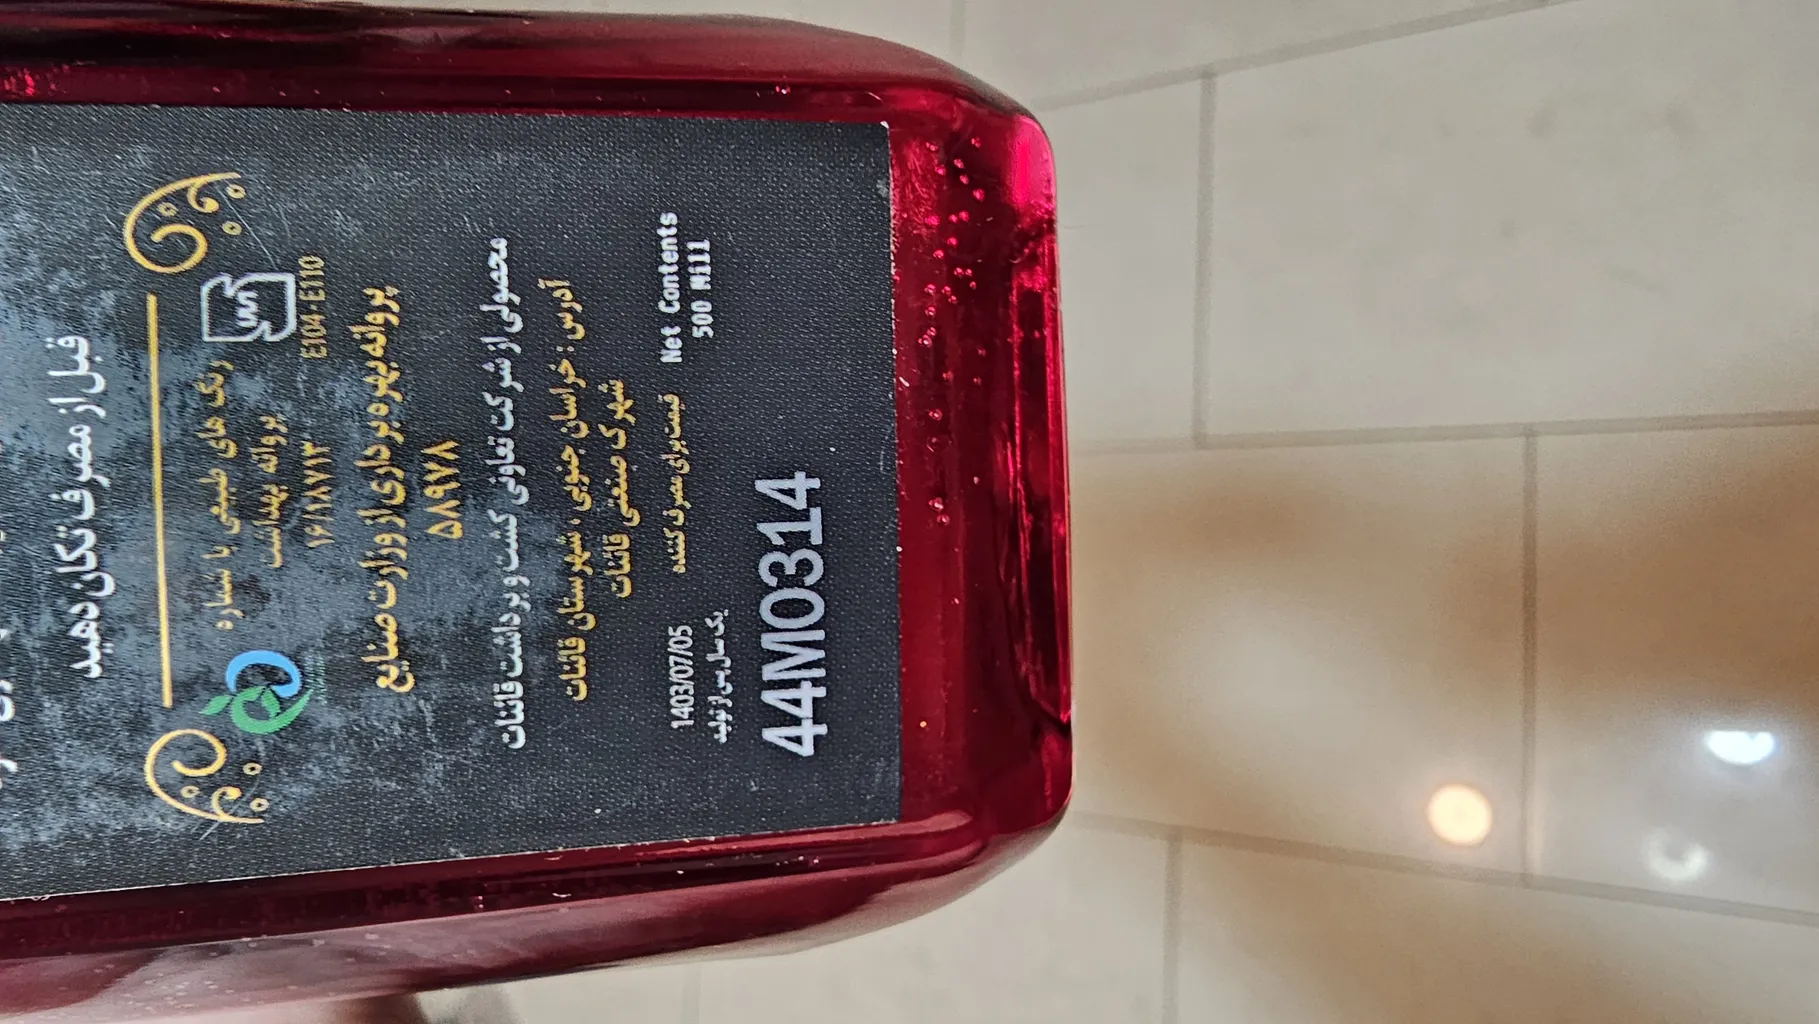 قبل از مصرف تکان دهید
رنگ های طبیعی یا ستاره
E104-E110
پروانه بهداشت
۱۶/۱۸۷۱۳
پروانه بهره برداری از وزارت صنایع
۵۸۹۷۸
محصولی از شرکت تعاونی کشت و برداشت قائنات
آدرس : خراسان جنوبی ، شهرستان قائنات
شهرک صنعتی قائنات
Net Contents
500 Mill
قیمت برای مصرف کننده
1403/07/05
یک سال پس از تولید
44M0314